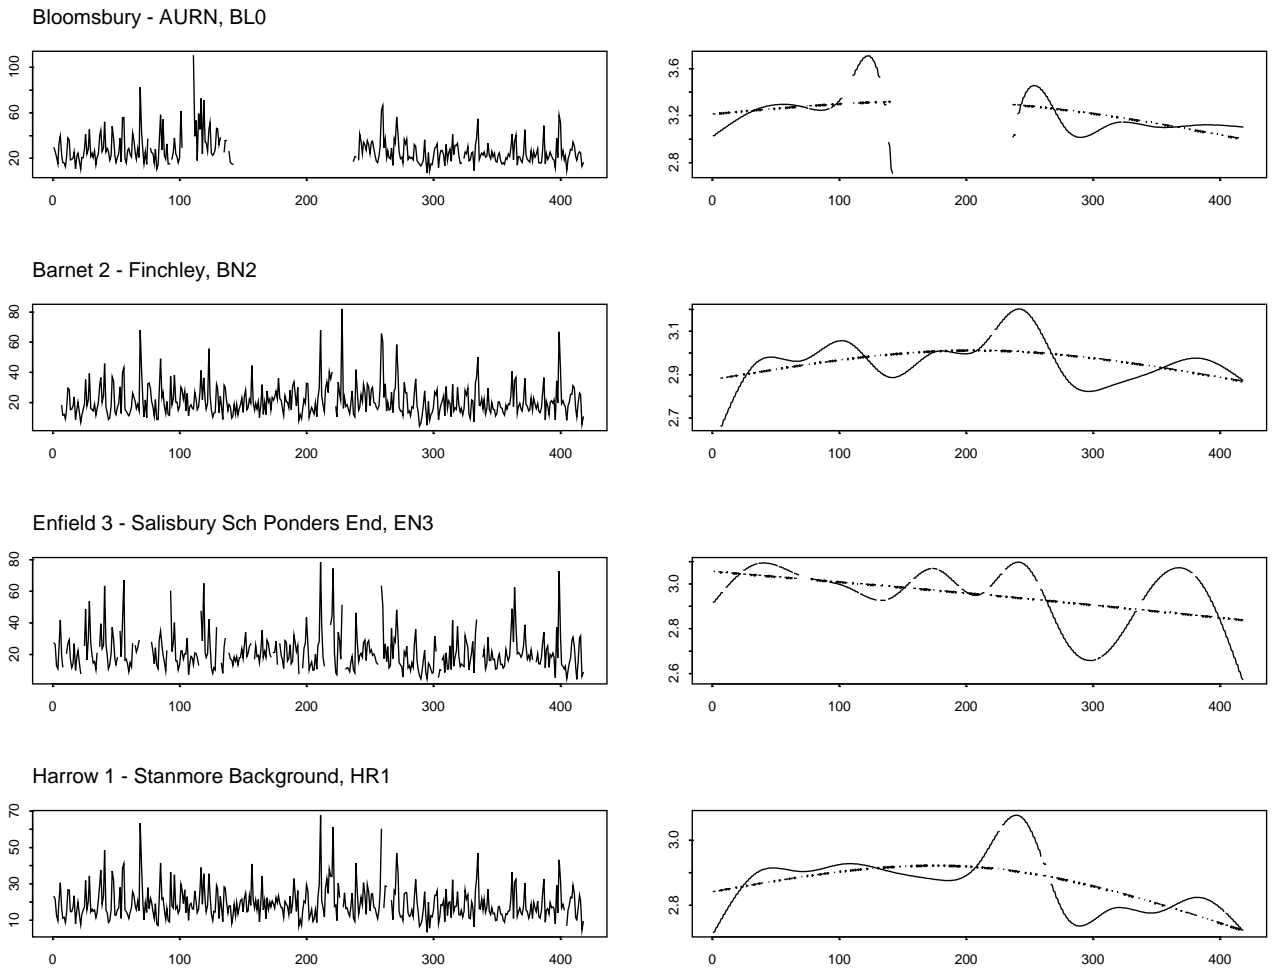 Bloomsbury - AURN, BL0
100
60
20
0 100 200 300 400
3.6
3.2
2.8
0 100 200 300 400
Barnet 2 - Finchley, BN2
80
60
40
20
0 100 200 300 400
3.1
2.9
2.7
0 100 200 300 400
Enfield 3 - Salisbury Sch Ponders End, EN3
80
60
40
20
0 100 200 300 400
3.0
2.8
2.6
0 100 200 300 400
Harrow 1 - Stanmore Background, HR1
70
50
30
10
0 100 200 300 400
3.0
2.8
0 100 200 300 400